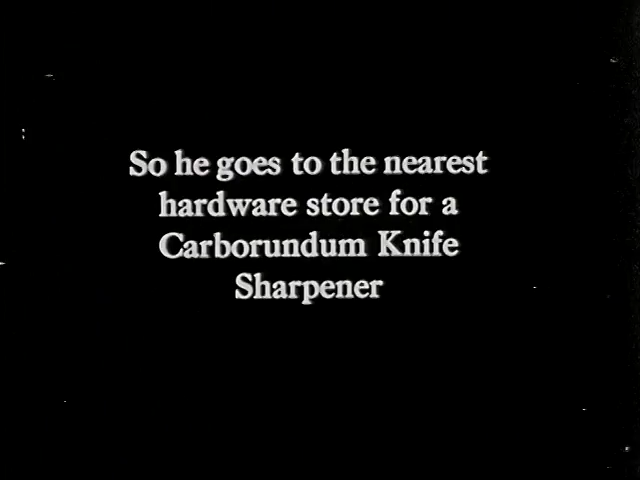 So he goes to the nearest
hardware store for a
Carborundum Knife
Sharpener